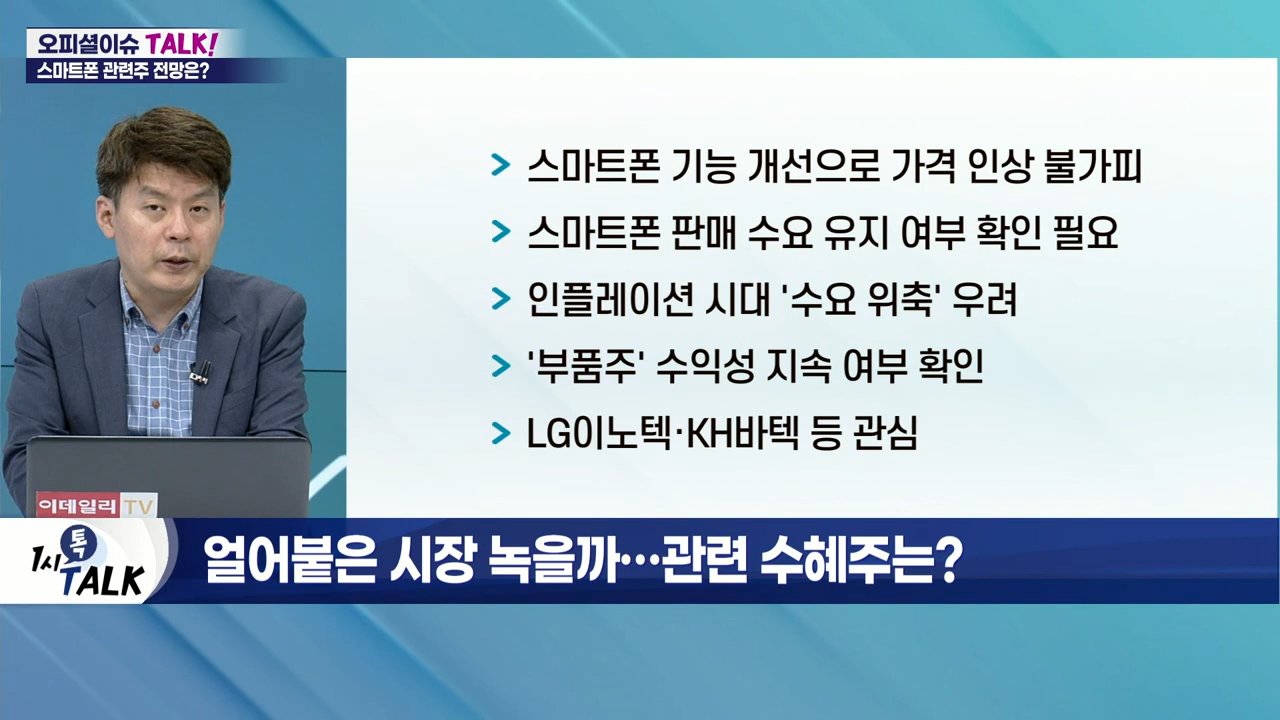 오피셜이슈 TALK!
스마트폰 관련주 전망은?
> 스마트폰 기능 개선으로 가격 인상 불가피
> 스마트폰 판매 수요 유지 여부 확인 필요
> 인플레이션 시대 '수요 위축' 우려
> '부품주' 수익성 지속 여부 확인
> LG이노텍·KH바텍 등 관심
이데일리 TV
1시 톡 TALK
얼어붙은 시장 녹을까…관련 수혜주는?